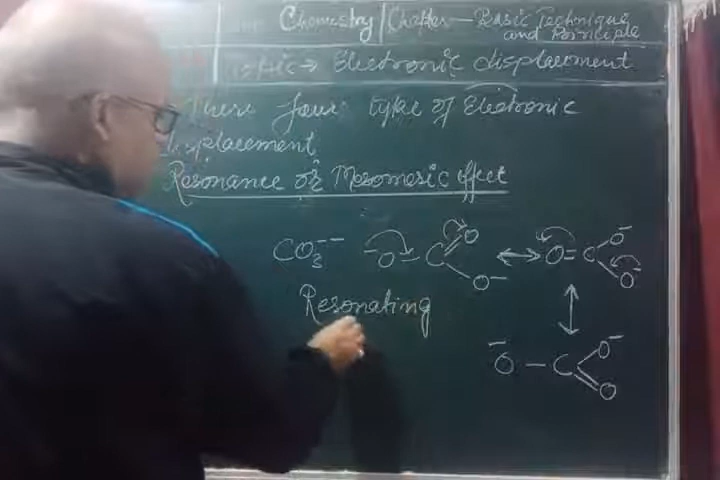 Chemistry | Chapter - Basic Technique
and Principle
Topic → Electronic displacement
There four type of Electronic
displacement
Resonance or Mesomeric effect
CO3-- -O-C=O O- ↔ O=C O- O-
↕
Resonating
-O-C O- O